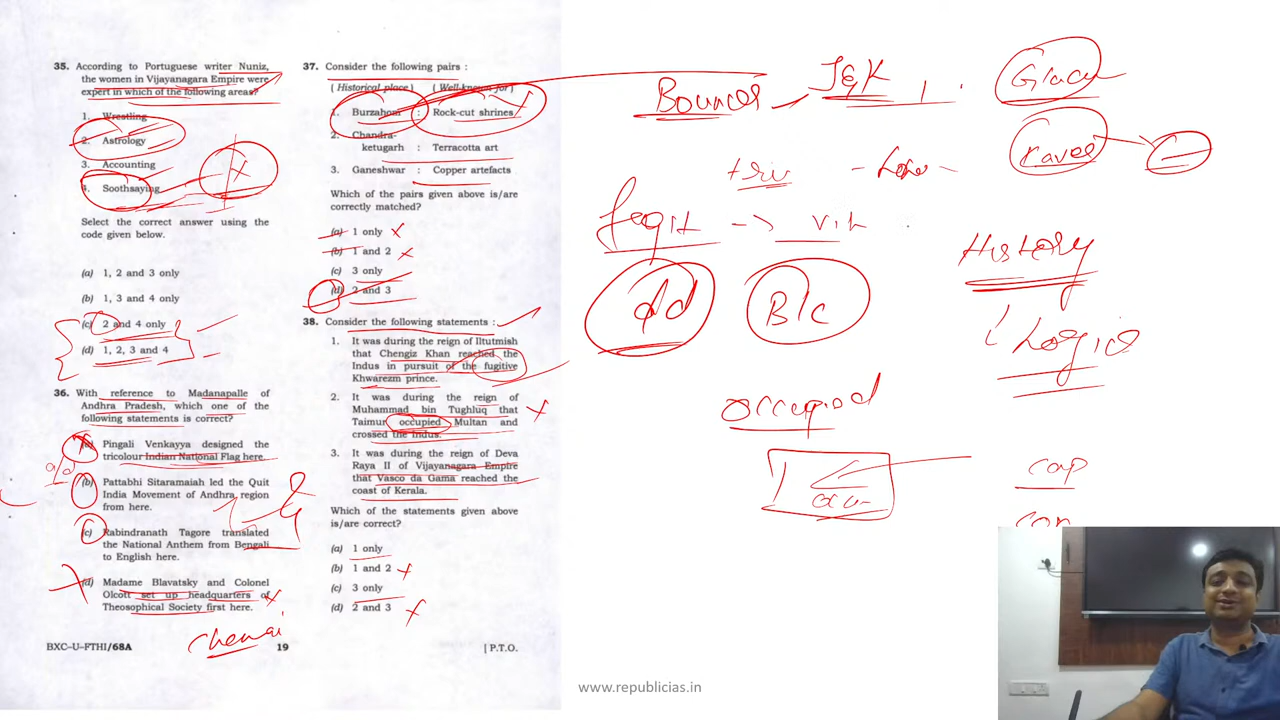 35. According to Portuguese writer Nuniz,
the women in Vijayanagara Empire were
expert in which of the following areas?
1. Wrestling
2. Astrology
3. Accounting
4. Soothsaying
Select the correct answer using the
code given below.
(a) 1, 2 and 3 only
(b) 1, 3 and 4 only
(c) 2 and 4 only
(d) 1, 2, 3 and 4
36. With reference to Madanapalle of
Andhra Pradesh, which one of the
following statements is correct?
(a) Pingali Venkayya designed the
tricolour Indian National Flag here.
(b) Pattabhi Sitaramaiah led the Quit
India Movement of Andhra region
from here.
(c) Rabindranath Tagore translated
the National Anthem from Bengali
to English here.
(d) Madame Blavatsky and Colonel
Olcott set up headquarters of
Theosophical Society first here.
Chennai
BXC-U-FTHI/68A
19
37. Consider the following pairs :
(Historical place) (Well-known for)
1. Burzahom : Rock-cut shrines
2. Chandra-
ketugarh : Terracotta art
3. Ganeshwar : Copper artefacts
Which of the pairs given above is/are
correctly matched?
(a) 1 only
(b) 1 and 2
(c) 3 only
(d) 2 and 3
38. Consider the following statements :
1. It was during the reign of Iltutmish
that Chengiz Khan reached the
Indus in pursuit of the fugitive
Khwarezm prince.
2. It was during the reign of
Muhammad bin Tughluq that
Taimur occupied Multan and
crossed the Indus.
3. It was during the reign of Deva
Raya II of Vijayanagara Empire
that Vasco da Gama reached the
coast of Kerala.
Which of the statements given above
is/are correct?
(a) 1 only
(b) 1 and 2
(c) 3 only
(d) 2 and 3
[ P.T.O.
Bouncer J&K
History
Logic
B/c
occupied
cap
www.republicias.in